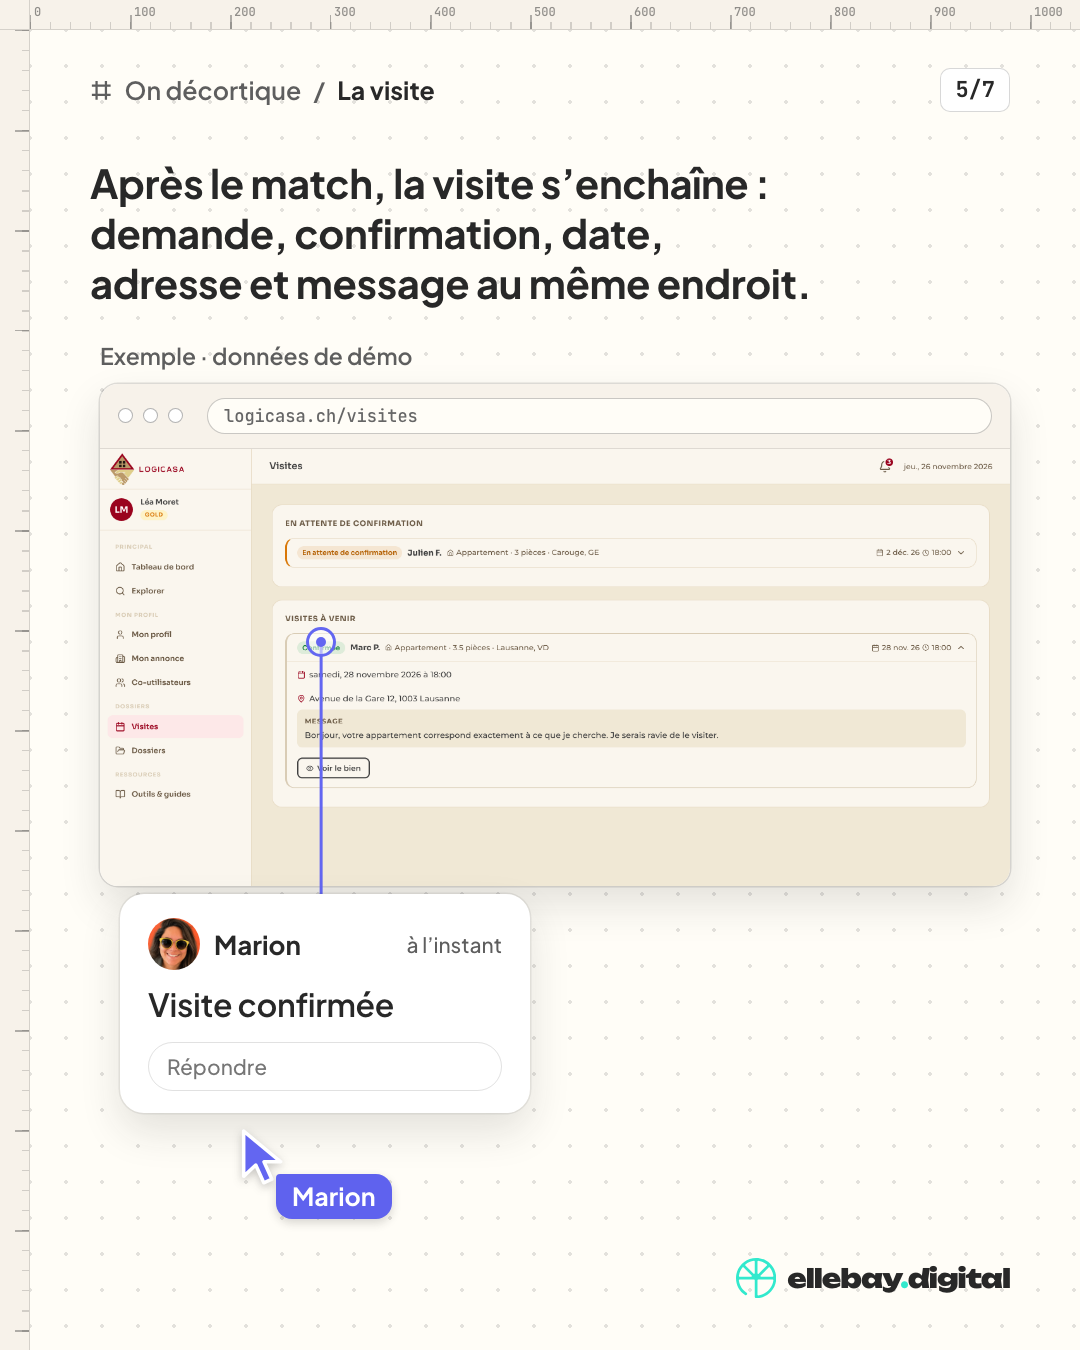 0 100 200 300 400 500 600 700 800 900 1000
On décortique / La visite
5/7
Après le match, la visite s’enchaîne :
demande, confirmation, date,
adresse et message au même endroit.
Exemple · données de démo
logicasa.ch/visites
LOGICASA
LM
Léa Moret
GOLD
PRINCIPAL
Tableau de bord
Explorer
MON PROFIL
Mon profil
Mon annonce
Co-utilisateurs
DOSSIERS
Visites
Dossiers
RESSOURCES
Outils & guides
Visites
3
jeu., 26 novembre 2026
EN ATTENTE DE CONFIRMATION
En attente de confirmation Julien F. Appartement · 3 pièces · Carouge, GE
2 déc. 26 18:00
VISITES À VENIR
Marc P. Appartement · 3.5 pièces · Lausanne, VD
28 nov. 26 18:00
samedi, 28 novembre 2026 à 18:00
Avenue de la Gare 12, 1003 Lausanne
MESSAGE
Bonjour, votre appartement correspond exactement à ce que je cherche. Je serais ravie de le visiter.
Voir le bien
Marion
à l’instant
Visite confirmée
Répondre
Marion
ellebay.digital